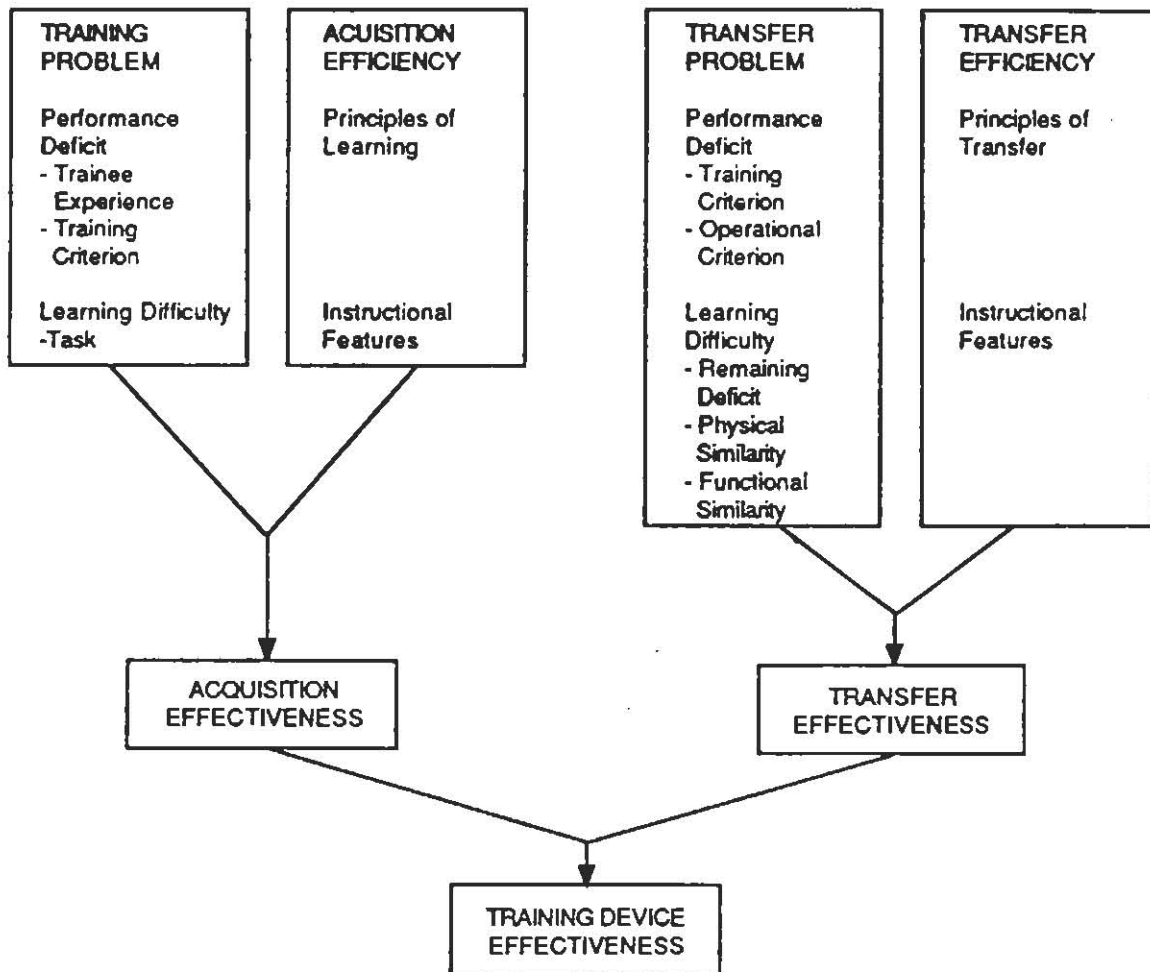 TRAINING
PROBLEM
Performance
Deficit
- Trainee
Experience
- Training
Criterion
Learning Difficulty
-Task
ACUISITION
EFFICIENCY
Principles of
Learning
Instructional
Features
TRANSFER
PROBLEM
Performance
Deficit
- Training
Criterion
- Operational
Criterion
Learning
Difficulty
- Remaining
Deficit
- Physical
Similarity
- Functional
Similarity
TRANSFER
EFFICIENCY
Principles of
Transfer
Instructional
Features
ACQUISITION
EFFECTIVENESS
TRANSFER
EFFECTIVENESS
TRAINING DEVICE
EFFECTIVENESS